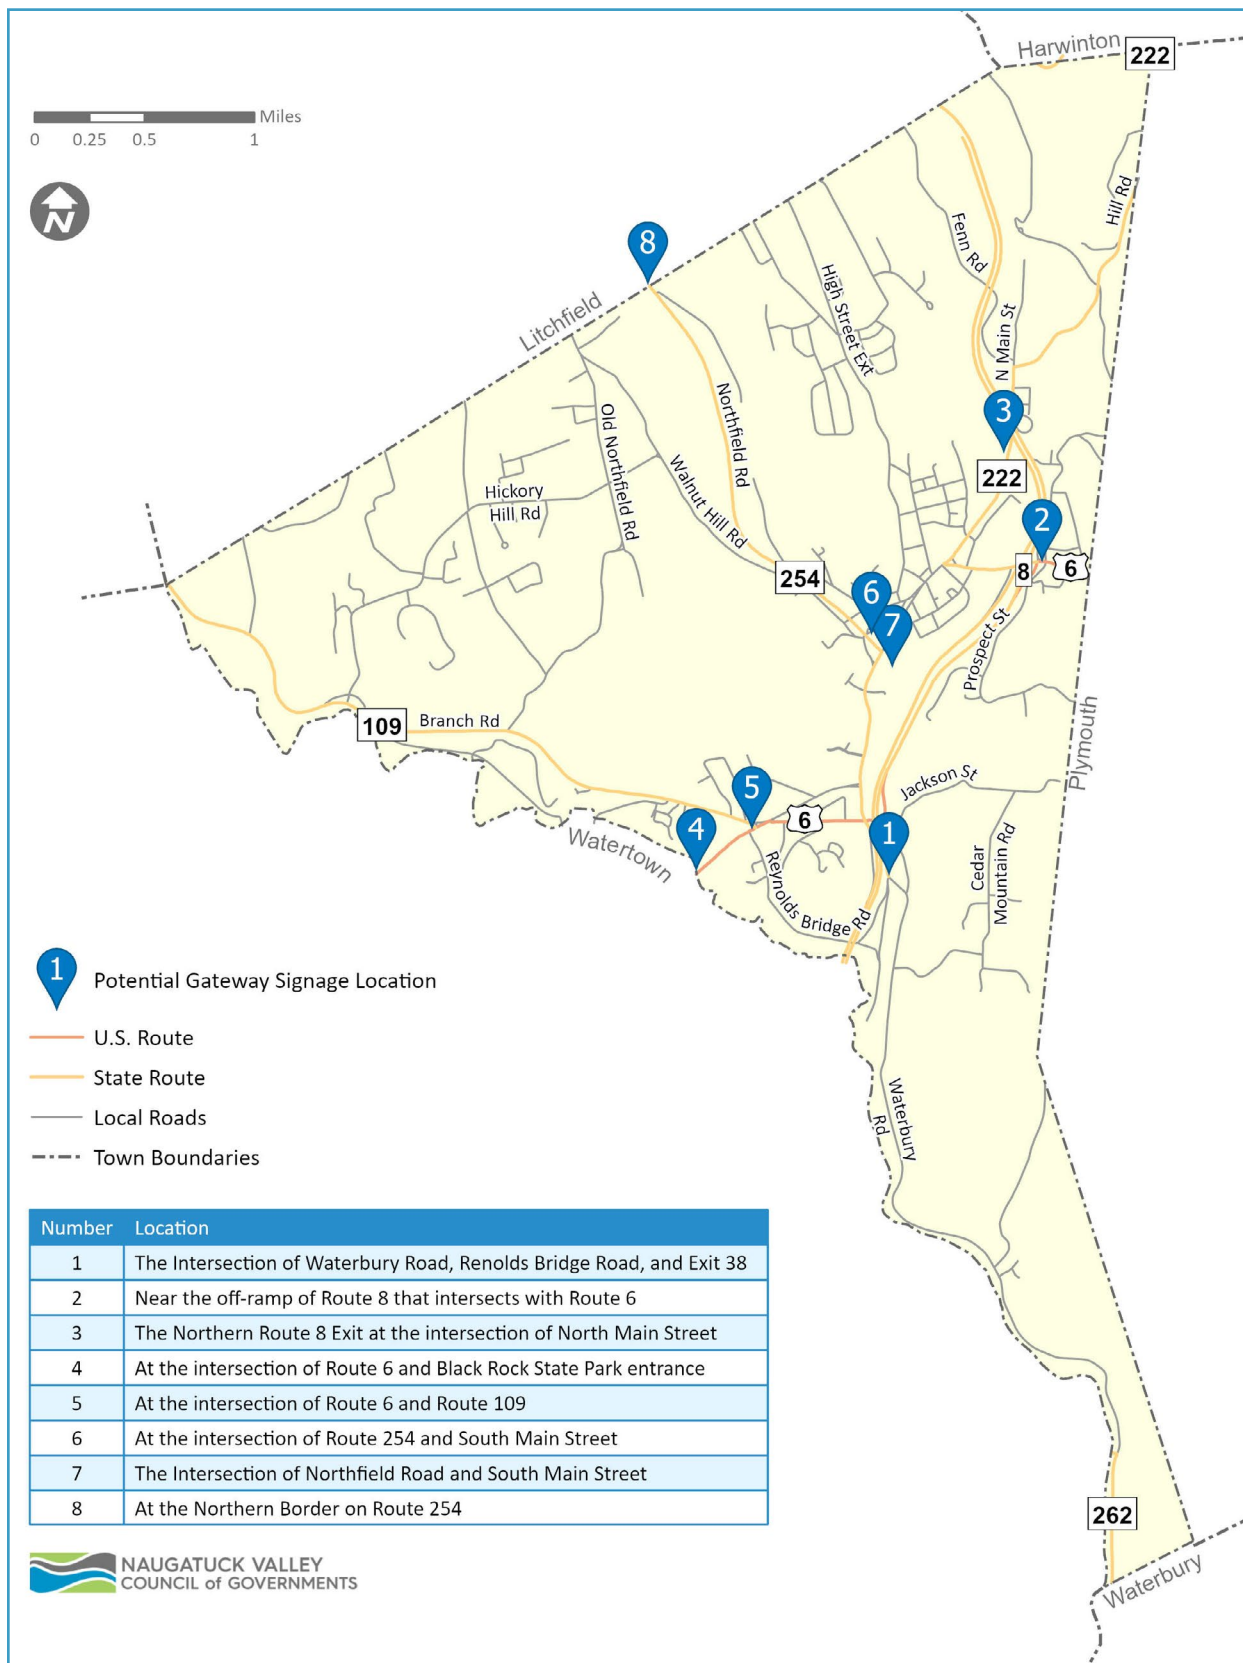 Harwinton
222
Miles
0 0.25 0.5 1
N
Hill Rd
Fenn Rd
8
High Street Ext
Litchfield
N Main St
Northfield Rd
3
Old Northfield Rd
Walnut Hill Rd
222
Hickory
Hill Rd
2
254
8
6
6
7
Prospect St
109
Branch Rd
Plymouth
Jackson St
5
6
4
1
Watertown
Cedar
Mountain Rd
Reynolds Bridge Rd
1
Potential Gateway Signage Location
U.S. Route
State Route
Local Roads
Town Boundaries
Waterbury
Rd
Number Location
1 The Intersection of Waterbury Road, Renolds Bridge Road, and Exit 38
2 Near the off-ramp of Route 8 that intersects with Route 6
3 The Northern Route 8 Exit at the intersection of North Main Street
4 At the intersection of Route 6 and Black Rock State Park entrance
5 At the intersection of Route 6 and Route 109
6 At the intersection of Route 254 and South Main Street
7 The Intersection of Northfield Road and South Main Street
8 At the Northern Border on Route 254
262
Waterbury
NAUGATUCK VALLEY
COUNCIL of GOVERNMENTS